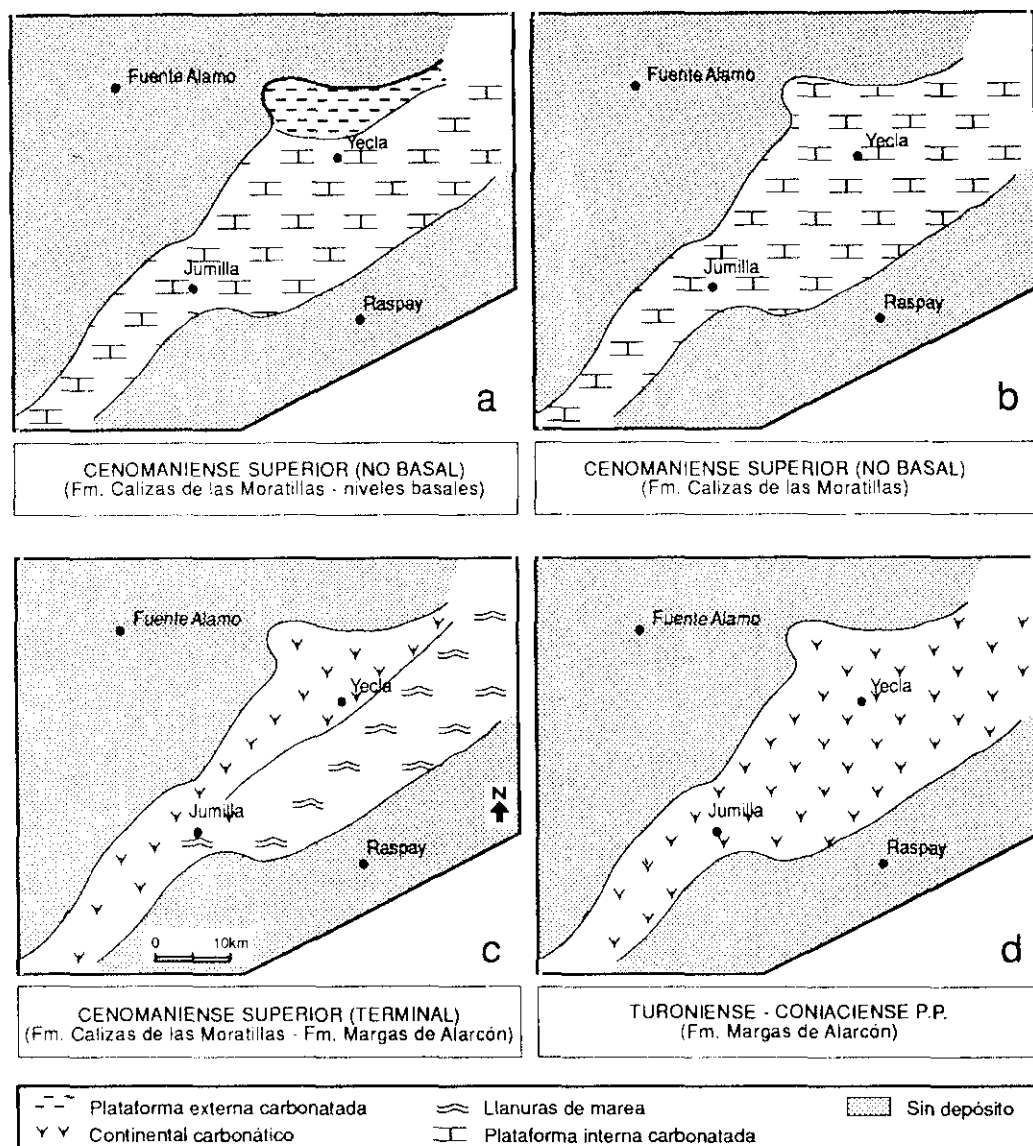 Fuente Alamo
Yecla
Jumilla
Raspay
a
CENOMANIENSE SUPERIOR (NO BASAL)
(Fm. Calizas de las Moratillas - niveles basales)
Fuente Alamo
Yecla
Jumilla
Raspay
b
CENOMANIENSE SUPERIOR (NO BASAL)
(Fm. Calizas de las Moratillas)
Fuente Alamo
Yecla
Jumilla
N
Raspay
0 10km
c
CENOMANIENSE SUPERIOR (TERMINAL)
(Fm. Calizas de las Moratillas - Fm. Margas de Alarcón)
Fuente Alamo
Yecla
Jumilla
Raspay
d
TURONIENSE - CONIACIENSE P.P.
(Fm. Margas de Alarcón)
Plataforma externa carbonatada
Llanuras de marea
Sin depósito
Continental carbonático
Plataforma interna carbonatada